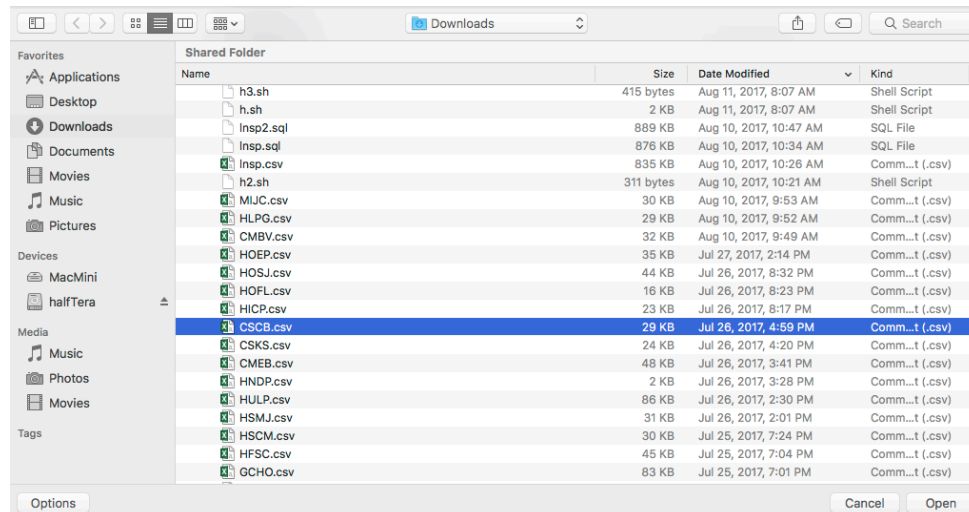 Downloads
Search
Favorites
Applications
Desktop
Downloads
Documents
Movies
Music
Pictures
Devices
MacMini
halfTera
Media
Music
Photos
Movies
Tags
Shared Folder
Name Size Date Modified Kind
h3.sh 415 bytes Aug 11, 2017, 8:07 AM Shell Script
h.sh 2 KB Aug 11, 2017, 8:07 AM Shell Script
Insp2.sql 889 KB Aug 10, 2017, 10:47 AM SQL File
Insp.sql 876 KB Aug 10, 2017, 10:34 AM SQL File
Insp.csv 835 KB Aug 10, 2017, 10:26 AM Comm...t (.csv)
h2.sh 311 bytes Aug 10, 2017, 10:21 AM Shell Script
MIJC.csv 30 KB Aug 10, 2017, 9:53 AM Comm...t (.csv)
HLPG.csv 29 KB Aug 10, 2017, 9:52 AM Comm...t (.csv)
CMBV.csv 32 KB Aug 10, 2017, 9:49 AM Comm...t (.csv)
HOEP.csv 35 KB Jul 27, 2017, 2:14 PM Comm...t (.csv)
HOSJ.csv 44 KB Jul 26, 2017, 8:32 PM Comm...t (.csv)
HOFL.csv 16 KB Jul 26, 2017, 8:23 PM Comm...t (.csv)
HICP.csv 23 KB Jul 26, 2017, 8:17 PM Comm...t (.csv)
CSCB.csv 29 KB Jul 26, 2017, 4:59 PM Comm...t (.csv)
CSKS.csv 24 KB Jul 26, 2017, 4:20 PM Comm...t (.csv)
CMEB.csv 48 KB Jul 26, 2017, 3:41 PM Comm...t (.csv)
HNDP.csv 2 KB Jul 26, 2017, 3:28 PM Comm...t (.csv)
HULP.csv 86 KB Jul 26, 2017, 2:30 PM Comm...t (.csv)
HSMJ.csv 31 KB Jul 26, 2017, 2:01 PM Comm...t (.csv)
HSCM.csv 30 KB Jul 25, 2017, 7:24 PM Comm...t (.csv)
HFSC.csv 45 KB Jul 25, 2017, 7:04 PM Comm...t (.csv)
GCHO.csv 83 KB Jul 25, 2017, 7:01 PM Comm...t (.csv)
Options
Cancel
Open